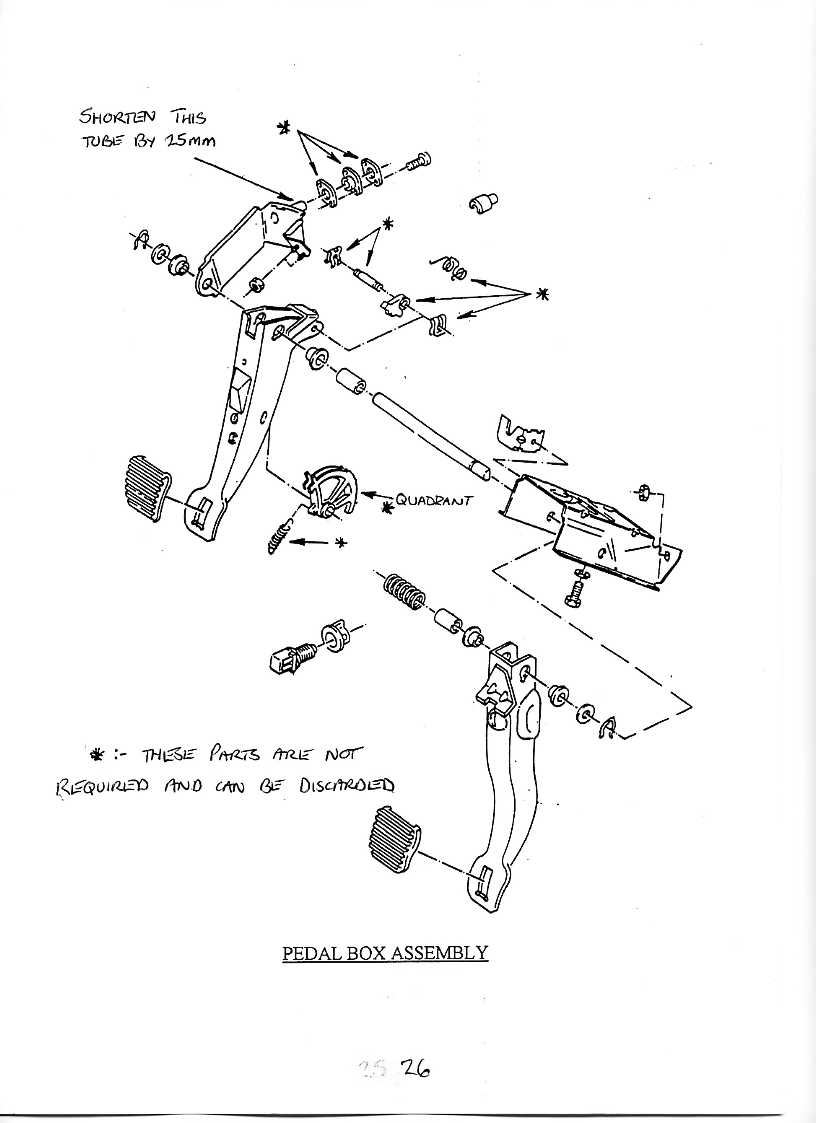 SHORTEN THIS
TUBE BY 25mm
*
*
*
QUADRANT
*
*
* :- THESE PARTS ARE NOT
REQUIRED AND CAN BE DISCARDED
PEDAL BOX ASSEMBLY
25 26